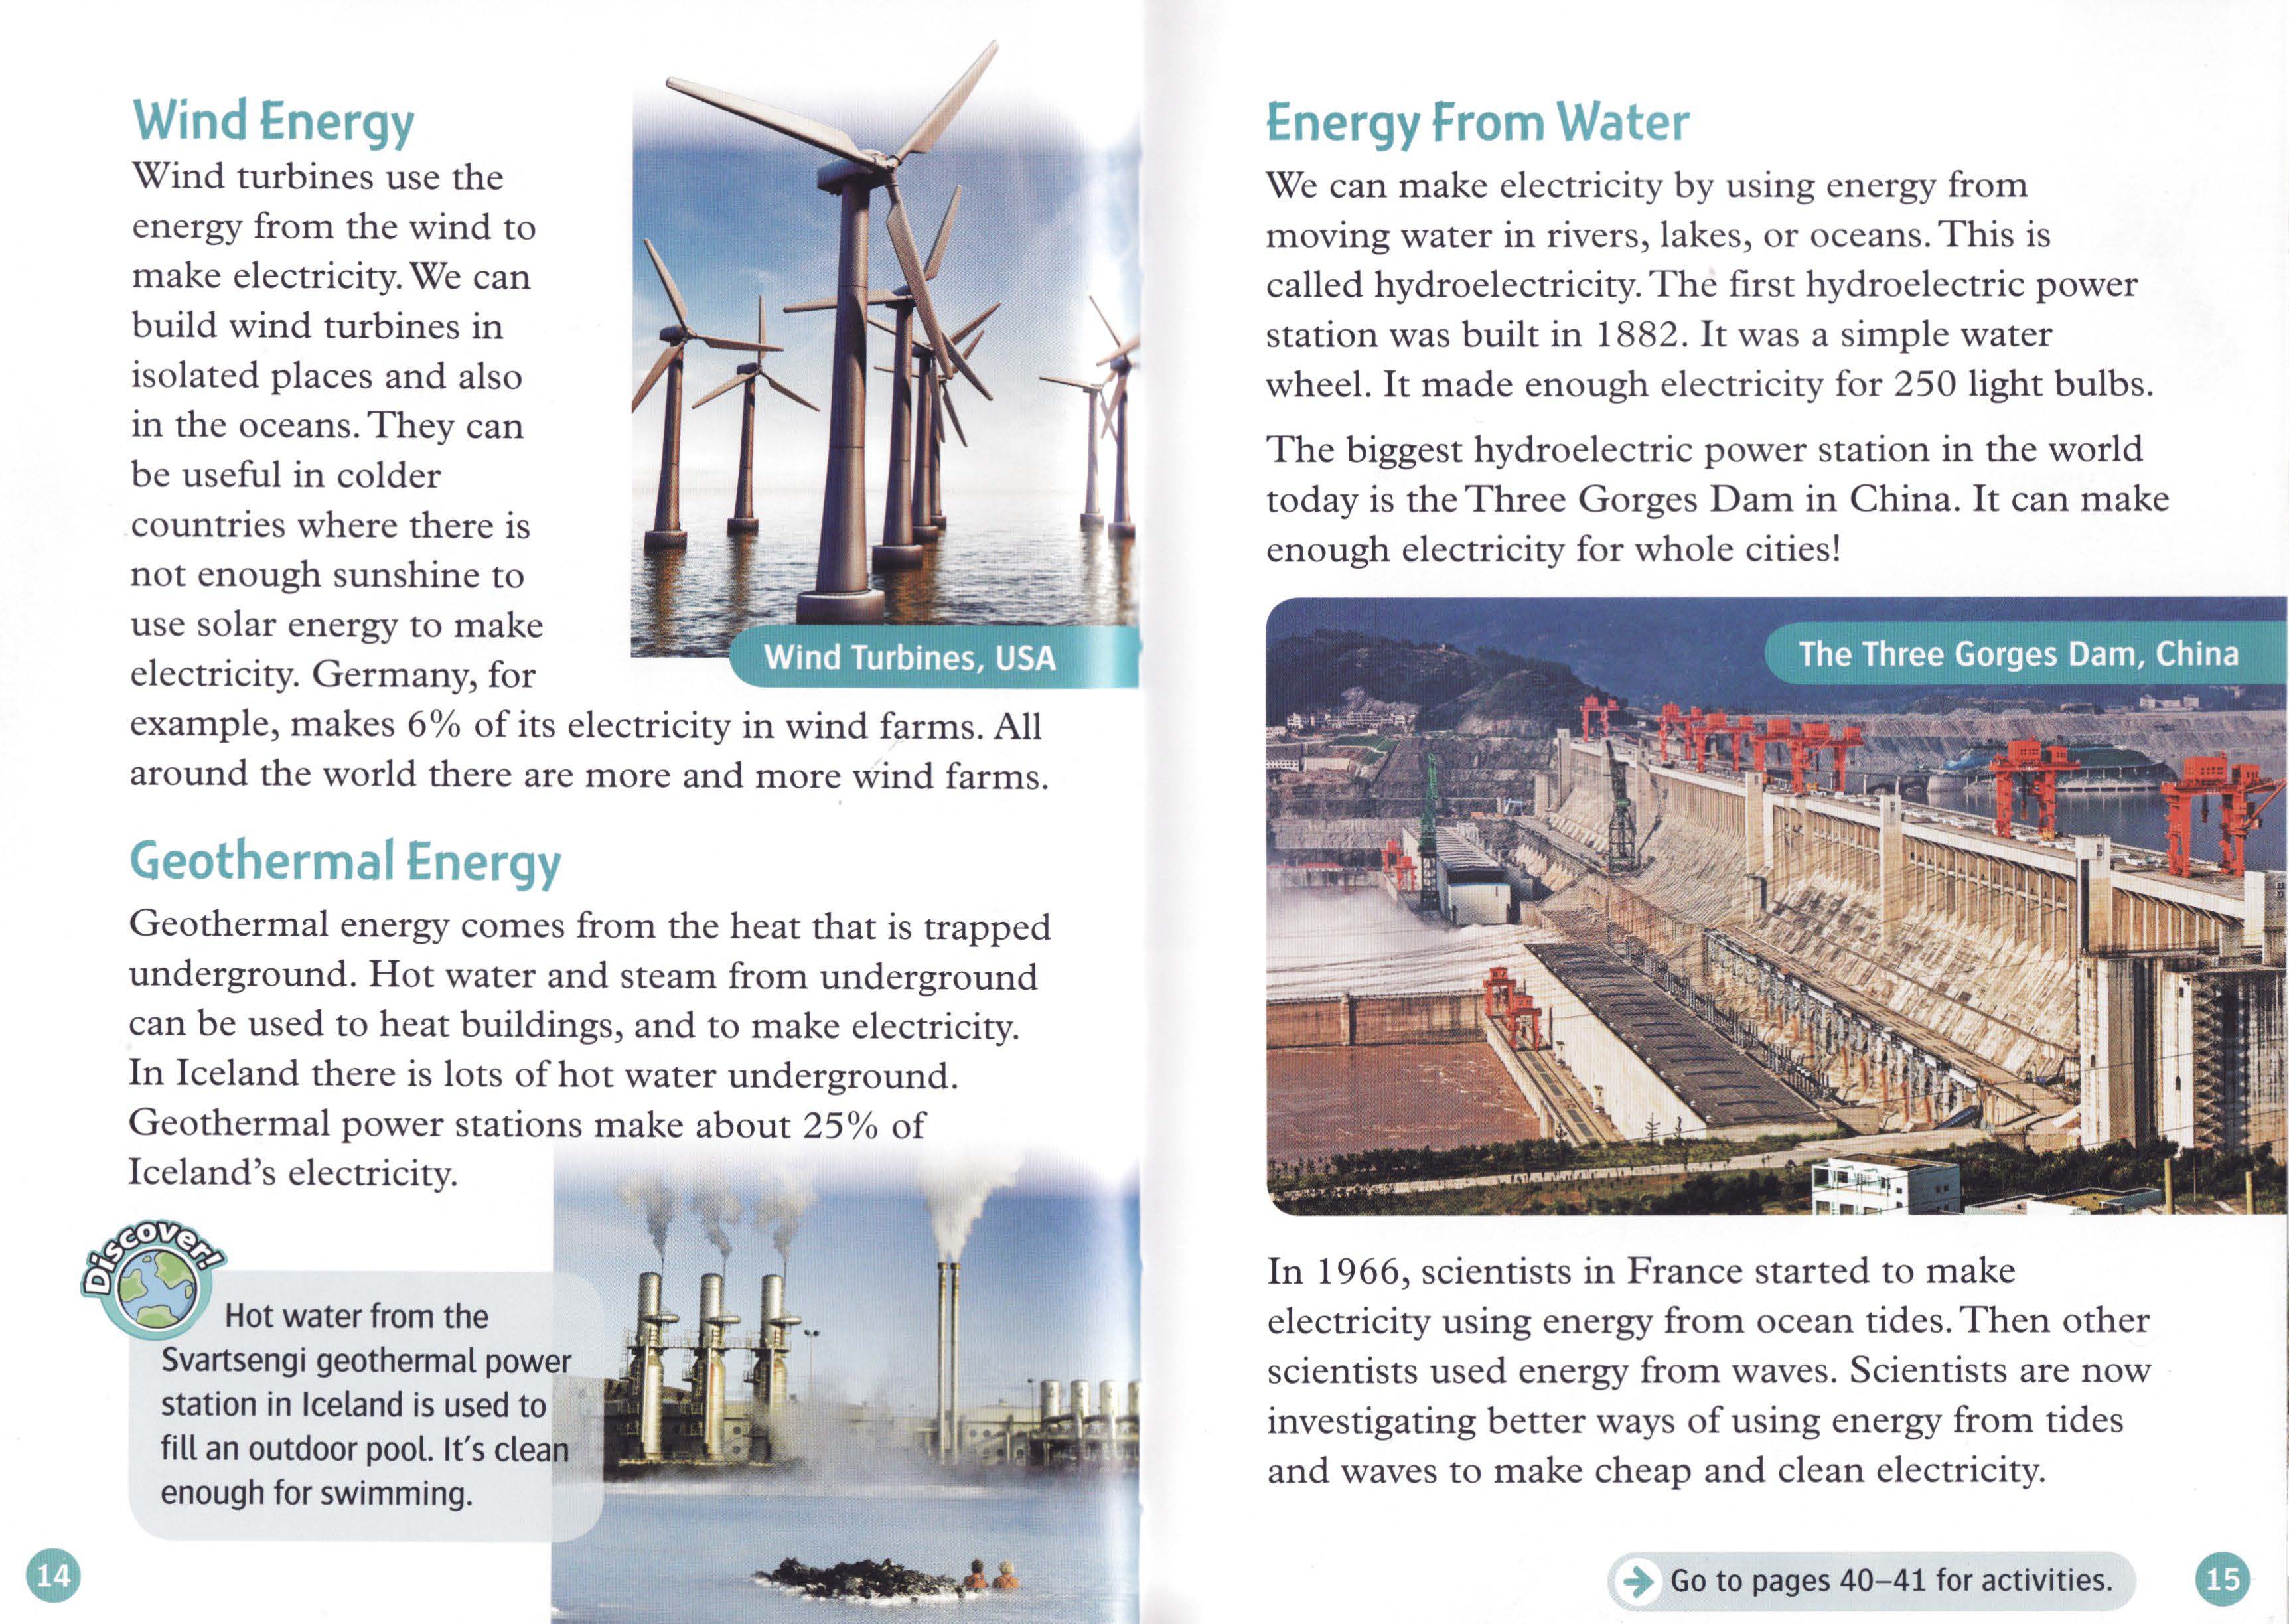 Wind Energy
Wind turbines use the
energy from the wind to
make electricity. We can
build wind turbines in
isolated places and also
in the oceans. They can
be useful in colder
countries where there is
not enough sunshine to
use solar energy to make
electricity. Germany, for
example, makes 6% of its electricity in wind farms. All
around the world there are more and more wind farms.
Wind Turbines, USA
Geothermal Energy
Geothermal energy comes from the heat that is trapped
underground. Hot water and steam from underground
can be used to heat buildings, and to make electricity.
In Iceland there is lots of hot water underground.
Geothermal power stations make about 25% of
Iceland's electricity.
Discover!
Hot water from the
Svartsengi geothermal power
station in Iceland is used to
fill an outdoor pool. It's clean
enough for swimming.
14
Energy From Water
We can make electricity by using energy from
moving water in rivers, lakes, or oceans. This is
called hydroelectricity. The first hydroelectric power
station was built in 1882. It was a simple water
wheel. It made enough electricity for 250 light bulbs.
The biggest hydroelectric power station in the world
today is the Three Gorges Dam in China. It can make
enough electricity for whole cities!
The Three Gorges Dam, China
In 1966, scientists in France started to make
electricity using energy from ocean tides. Then other
scientists used energy from waves. Scientists are now
investigating better ways of using energy from tides
and waves to make cheap and clean electricity.
Go to pages 40–41 for activities.
15